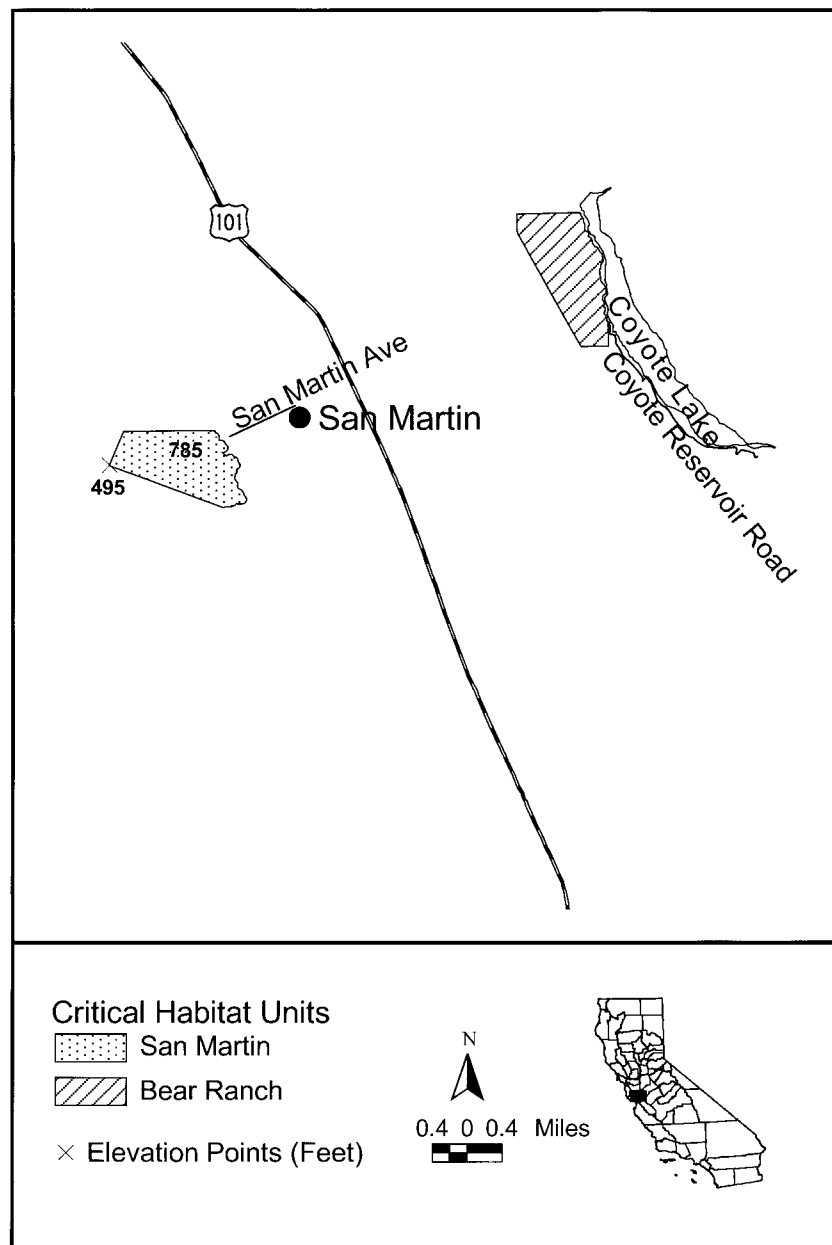 101
San Martin Ave
San Martin
785
495
Coyote Lake
Coyote Reservoir Road
Critical Habitat Units
San Martin
Bear Ranch
× Elevation Points (Feet)
N
0.4 0 0.4 Miles